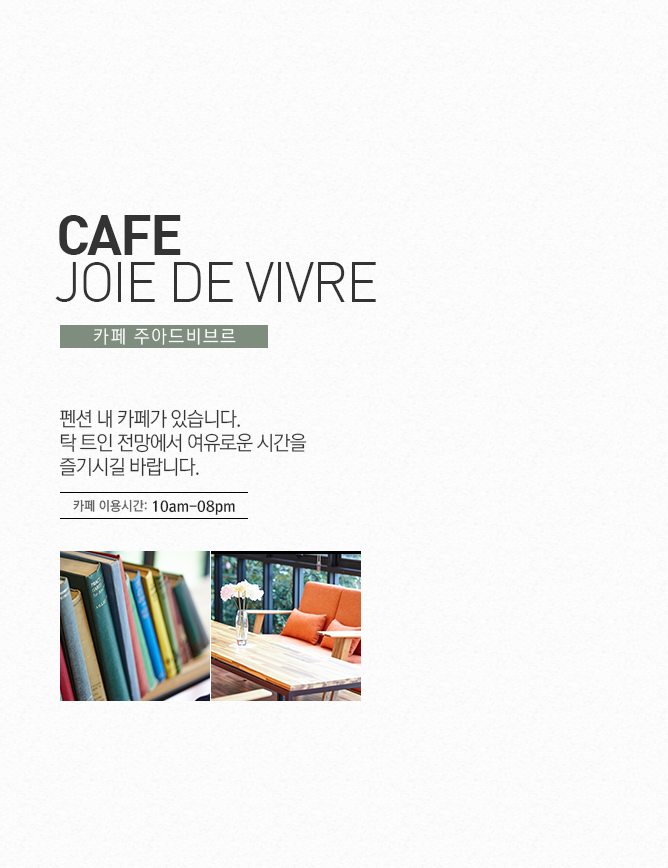 CAFE
JOIE DE VIVRE
카페 주아드비브르
펜션 내 카페가 있습니다.
탁 트인 전망에서 여유로운 시간을
즐기시길 바랍니다.
카페 이용시간: 10am-08pm